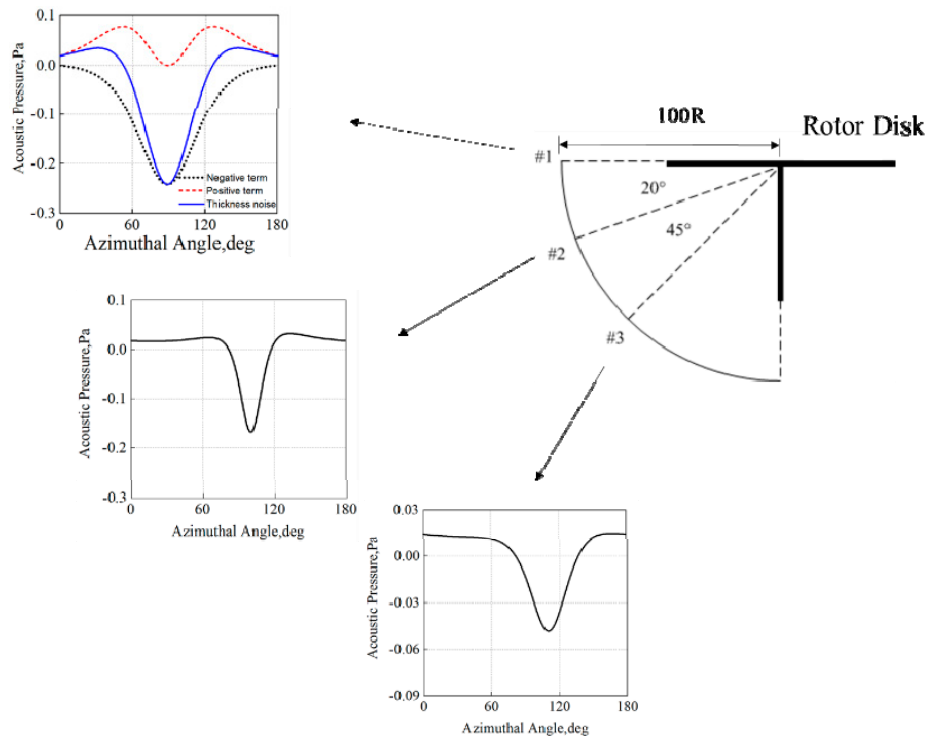 0.1
0.0
-0.1
-0.2
-0.3
Acoustic Pressure,Pa
Negative term
Positive term
Thickness noise
0 60 120 180
Azimuthal Angle,deg
100R
Rotor Disk
#1
20°
45°
#2
#3
0.1
0.0
-0.1
-0.2
-0.3
Acoustic Pressure,Pa
0 60 120 180
Azimuthal Angle,deg
0.03
0.00
-0.03
-0.06
-0.09
Acoustic Pressure,Pa
0 60 120 180
Azimuthal Angle,deg